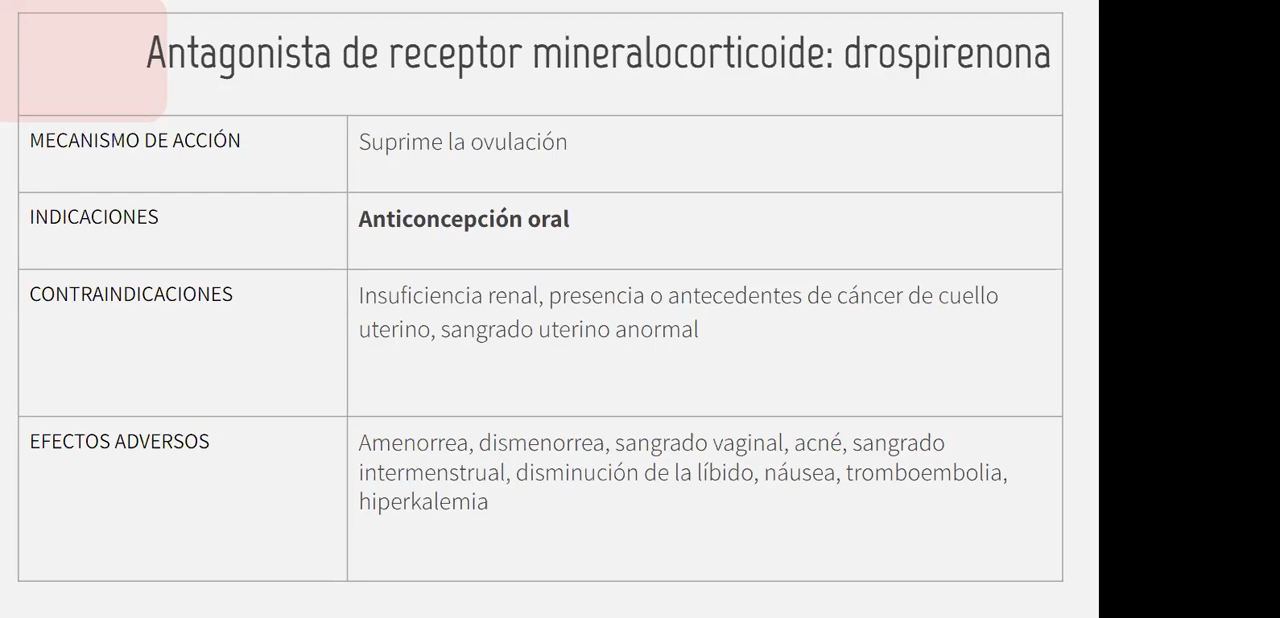 Antagonista de receptor mineralocorticoide: drospirenona
MECANISMO DE ACCIÓN
Suprime la ovulación
INDICACIONES
Anticoncepción oral
CONTRAINDICACIONES
Insuficiencia renal, presencia o antecedentes de cáncer de cuello
uterino, sangrado uterino anormal
EFECTOS ADVERSOS
Amenorrea, dismenorrea, sangrado vaginal, acné, sangrado
intermenstrual, disminución de la líbido, náusea, tromboembolia,
hiperkalemia